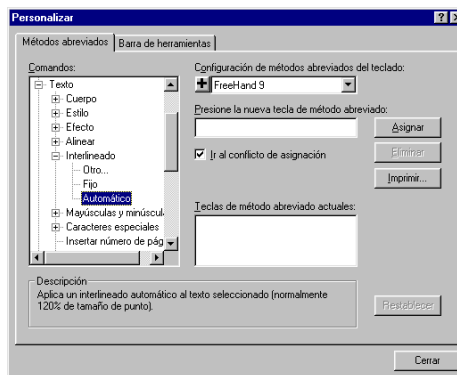 Personalizar
Métodos abreviados
Barra de herramientas
Comandos:
Texto
Cuerpo
Estilo
Efecto
Alinear
Interlineado
Otro...
Fijo
Automático
Mayúsculas y minúscul
Caracteres especiales
Insertar número de pág
Configuración de métodos abreviados del teclado:
FreeHand 9
Presione la nueva tecla de método abreviado:
Asignar
Ir al conflicto de asignación
Eliminar
Imprimir...
Teclas de método abreviado actuales:
Descripción
Aplica un interlineado automático al texto seleccionado (normalmente
120% de tamaño de punto).
Restablecer
Cerrar